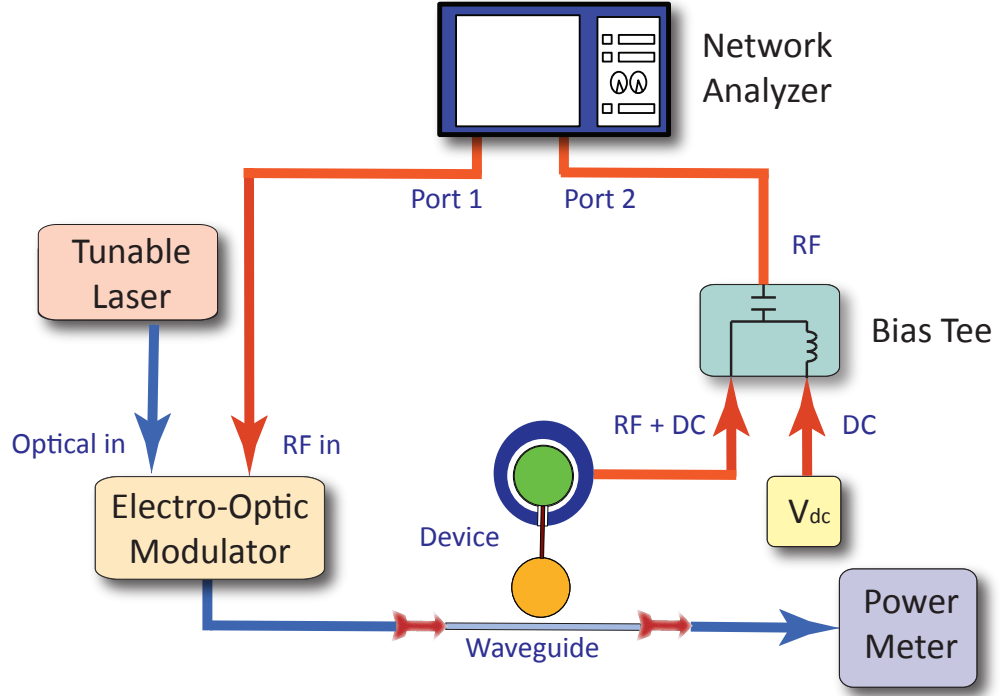 Network
Analyzer
Port 1
Port 2
RF
Tunable
Laser
Bias Tee
Optical in
RF in
RF + DC
DC
Electro-Optic
Modulator
Device
Vdc
Waveguide
Power
Meter